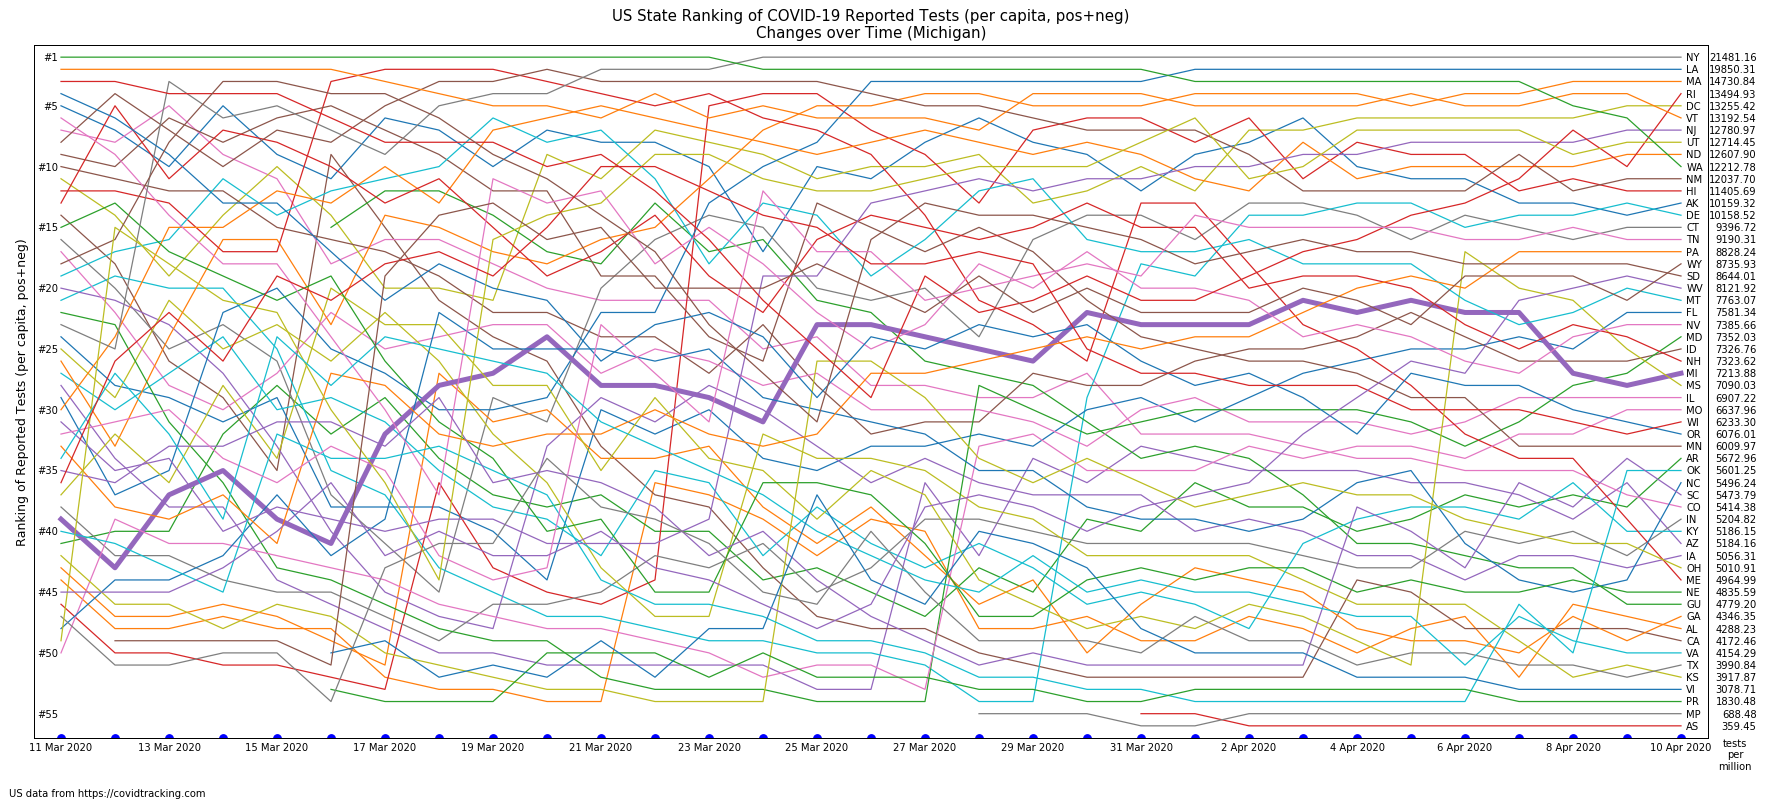 US State Ranking of COVID-19 Reported Tests (per capita, pos+neg)
Changes over Time (Michigan)
Ranking of Reported Tests (per capita, pos+neg)
#1
#5
#10
#15
#20
#25
#30
#35
#40
#45
#50
#55
NY 21481.16
LA 19850.31
MA 14730.84
RI 13494.93
DC 13255.42
VT 13192.54
NJ 12780.97
UT 12714.45
ND 12607.90
WA 12212.78
NM 12037.70
HI 11405.69
AK 10159.32
DE 10158.52
CT 9396.72
TN 9190.31
PA 8828.24
WY 8735.93
SD 8644.01
WV 8121.92
MT 7763.07
FL 7581.34
NV 7385.66
MD 7352.03
ID 7326.76
NH 7323.62
MI 7213.88
MS 7090.03
IL 6907.22
MO 6637.96
WI 6233.30
OR 6076.01
MN 6009.97
AR 5672.96
OK 5601.25
NC 5496.24
SC 5473.79
CO 5414.38
IN 5204.82
KY 5186.15
AZ 5184.16
IA 5056.31
OH 5010.91
ME 4964.99
NE 4835.59
GU 4779.20
GA 4346.35
AL 4288.23
CA 4172.46
VA 4154.29
TX 3990.84
KS 3917.87
VI 3078.71
PR 1830.48
MP 688.48
AS 359.45
11 Mar 2020 13 Mar 2020 15 Mar 2020 17 Mar 2020 19 Mar 2020 21 Mar 2020 23 Mar 2020 25 Mar 2020 27 Mar 2020 29 Mar 2020 31 Mar 2020 2 Apr 2020 4 Apr 2020 6 Apr 2020 8 Apr 2020 10 Apr 2020
tests
per
million
US data from https://covidtracking.com